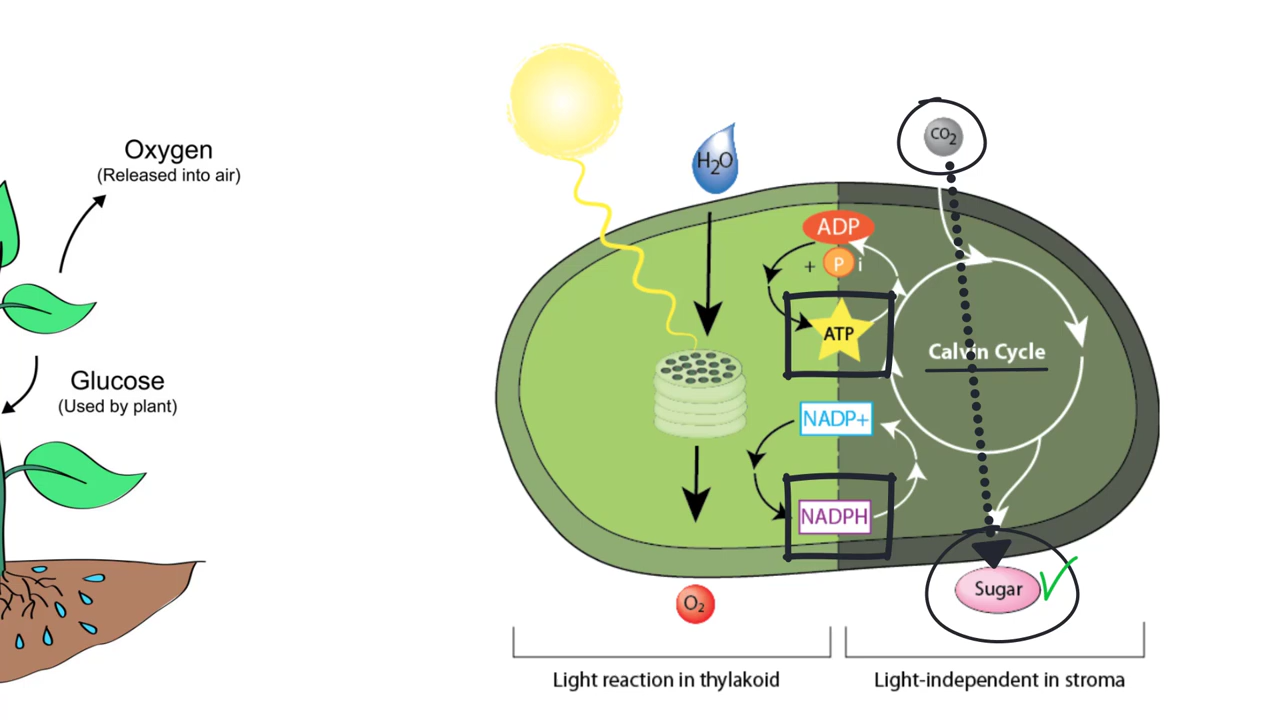 Oxygen
(Released into air)
Glucose
(Used by plant)
H₂O
CO₂
ADP
+ P i
ATP
Calvin Cycle
NADP+
NADPH
O₂
Sugar
Light reaction in thylakoid
Light-independent in stroma